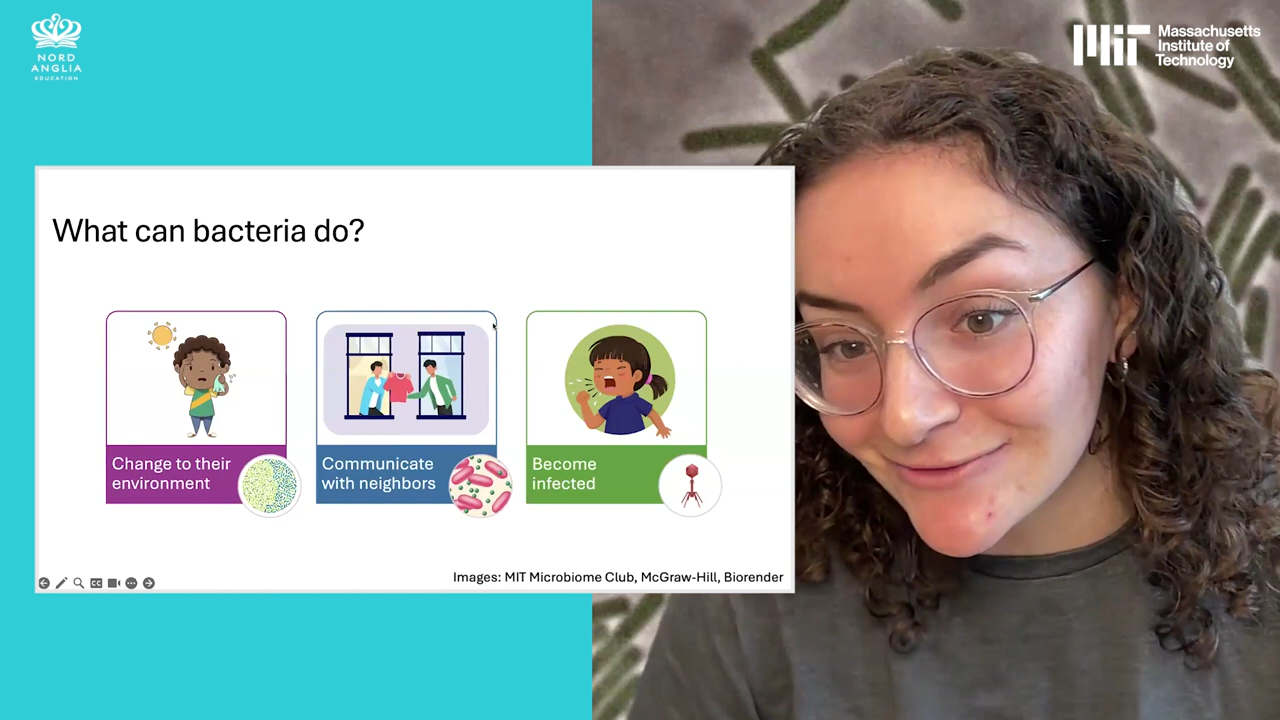 NORD
ANGLIA
EDUCATION
Massachusetts
Institute of
Technology
What can bacteria do?
Change to their
environment
Communicate
with neighbors
Become
infected
CC
Images: MIT Microbiome Club, McGraw-Hill, Biorender